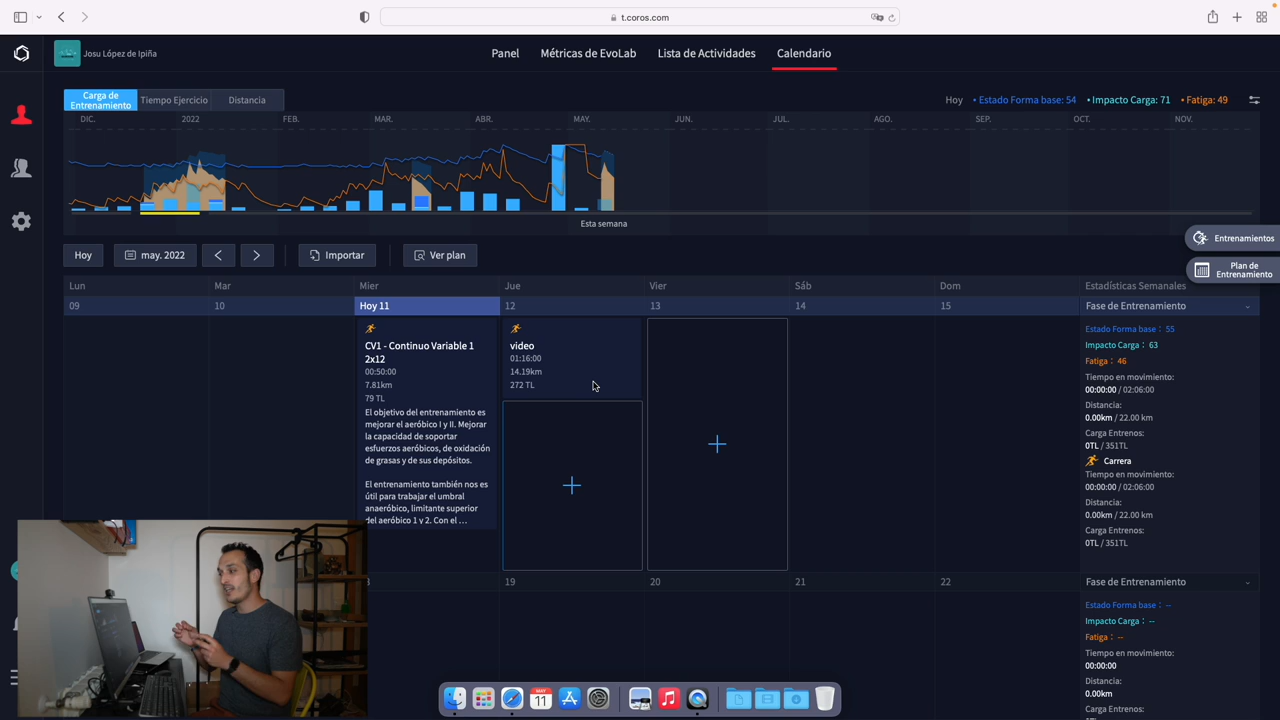 t.coros.com
Josu López de Ipiña
Panel
Métricas de EvoLab
Lista de Actividades
Calendario
Carga de
Entrenamiento
Tiempo Ejercicio
Distancia
Hoy • Estado Forma base: 54 • Impacto Carga: 71 • Fatiga: 49
DIC. 2022 FEB. MAR. ABR. MAY. JUN. JUL. AGO. SEP. OCT. NOV.
Esta semana
Entrenamientos
Plan de
Entrenamiento
Hoy
may. 2022
Importar
Ver plan
Lun Mar Mier Jue Vier Sáb Dom Estadísticas Semanales
09 10 Hoy 11 12 13 14 15 Fase de Entrenamiento
CV1 - Continuo Variable 1
2x12
00:50:00
7.81km
79 TL
El objetivo del entrenamiento es
mejorar el aeróbico I y II. Mejorar
la capacidad de soportar
esfuerzos aeróbicos, de oxidación
de grasas y de sus depósitos.
El entrenamiento también nos es
útil para trabajar el umbral
anaeróbico, limitante superior
del aeróbico 1 y 2. Con el ...
video
01:16:00
14.19km
272 TL
Estado Forma base : 55
Impacto Carga : 63
Fatiga : 46
Tiempo en movimiento:
00:00:00 / 02:06:00
Distancia:
0.00km / 22.00 km
Carga Entrenos:
0TL / 351TL
Carrera
Tiempo en movimiento:
00:00:00 / 02:06:00
Distancia:
0.00km / 22.00 km
Carga Entrenos:
0TL / 351TL
19 20 21 22 Fase de Entrenamiento
Estado Forma base : --
Impacto Carga : --
Fatiga : --
Tiempo en movimiento:
00:00:00
Distancia:
0.00km
Carga Entrenos:
MAY
11